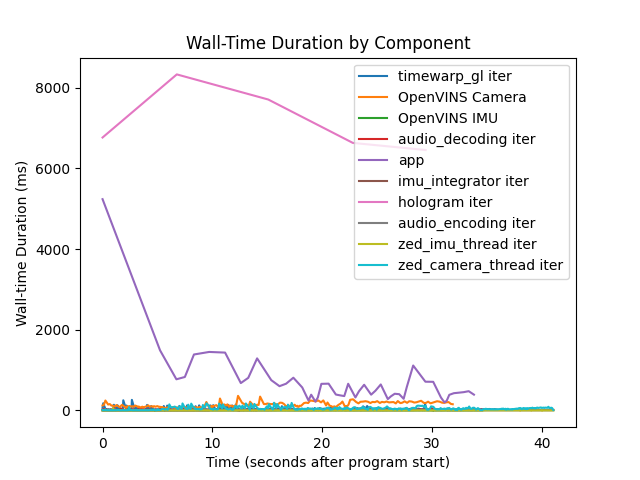 Wall-Time Duration by Component
Wall-time Duration (ms)
8000
6000
4000
2000
0
timewarp_gl iter
OpenVINS Camera
OpenVINS IMU
audio_decoding iter
app
imu_integrator iter
hologram iter
audio_encoding iter
zed_imu_thread iter
zed_camera_thread iter
0 10 20 30 40
Time (seconds after program start)